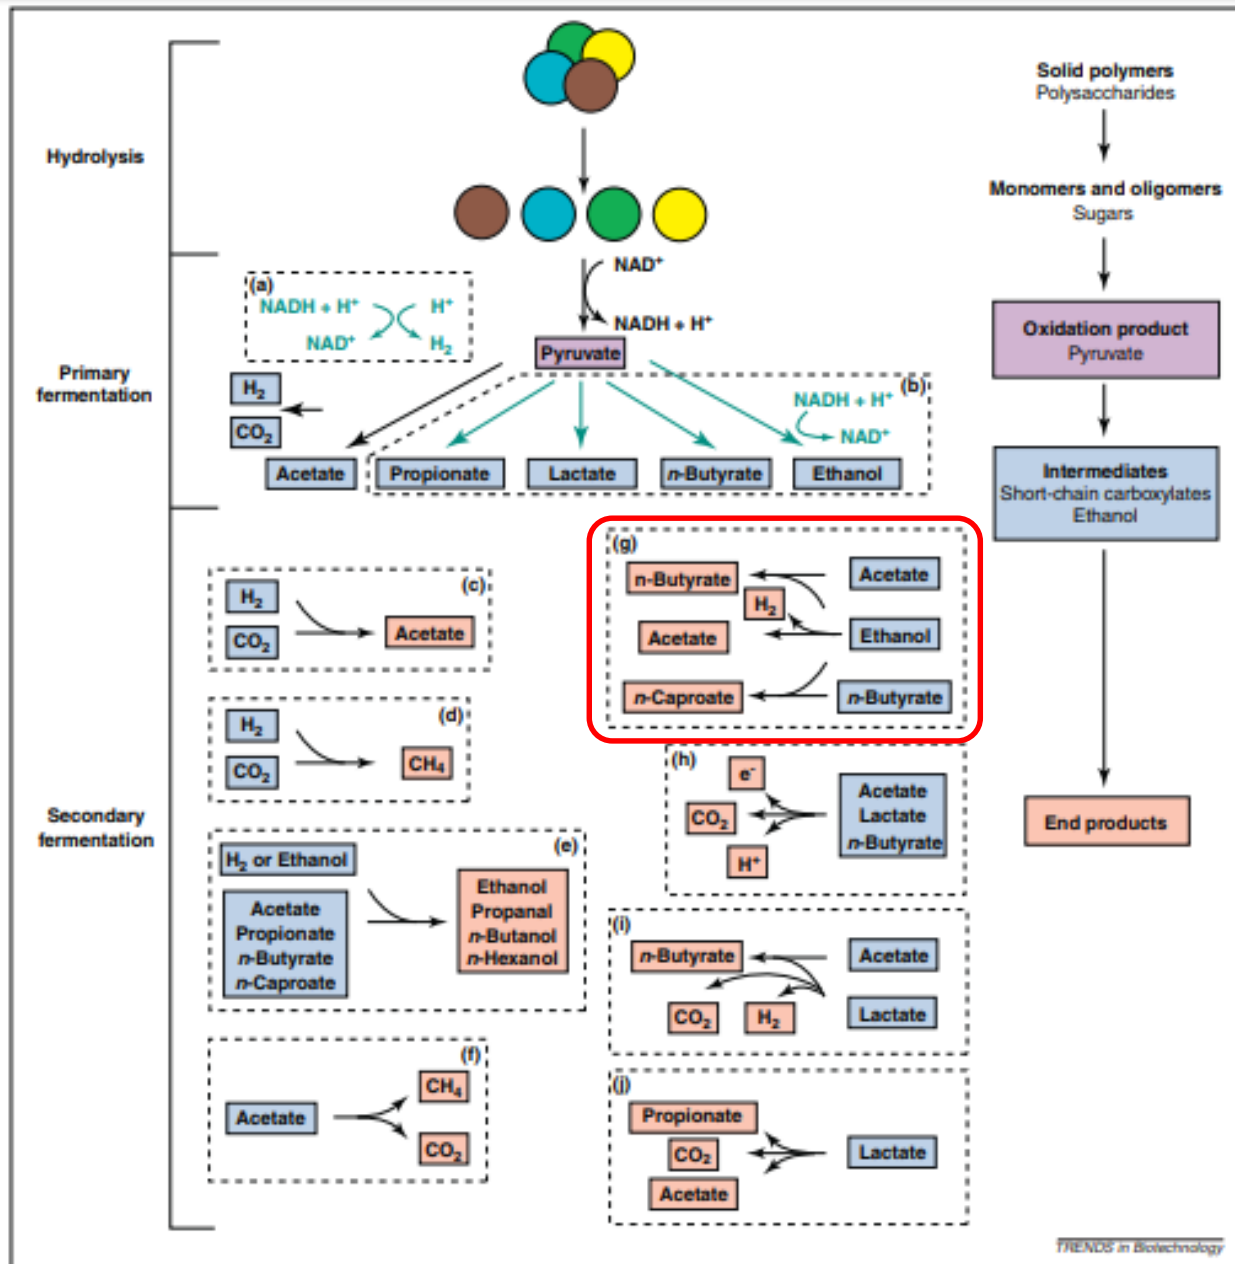 Hydrolysis
Solid polymers
Polysaccharides
Monomers and oligomers
Sugars
NAD⁺
NADH + H⁺
Primary
fermentation
(a)
NADH + H⁺
H⁺
NAD⁺
H₂
Pyruvate
Oxidation product
Pyruvate
(b)
NADH + H⁺
NAD⁺
H₂
CO₂
Acetate
Propionate
Lactate
n-Butyrate
Ethanol
Intermediates
Short-chain carboxylates
Ethanol
Secondary
fermentation
(c)
H₂
CO₂
Acetate
(d)
H₂
CO₂
CH₄
(e)
H₂ or Ethanol
Acetate
Propionate
n-Butyrate
n-Caproate
Ethanol
Propanal
n-Butanol
n-Hexanol
(f)
Acetate
CH₄
CO₂
(g)
n-Butyrate
Acetate
H₂
Acetate
Ethanol
n-Caproate
n-Butyrate
(h)
e⁻
CO₂
H⁺
Acetate
Lactate
n-Butyrate
End products
(i)
n-Butyrate
Acetate
CO₂
H₂
Lactate
(j)
Propionate
CO₂
Acetate
Lactate
TRENDS in Biotechnology